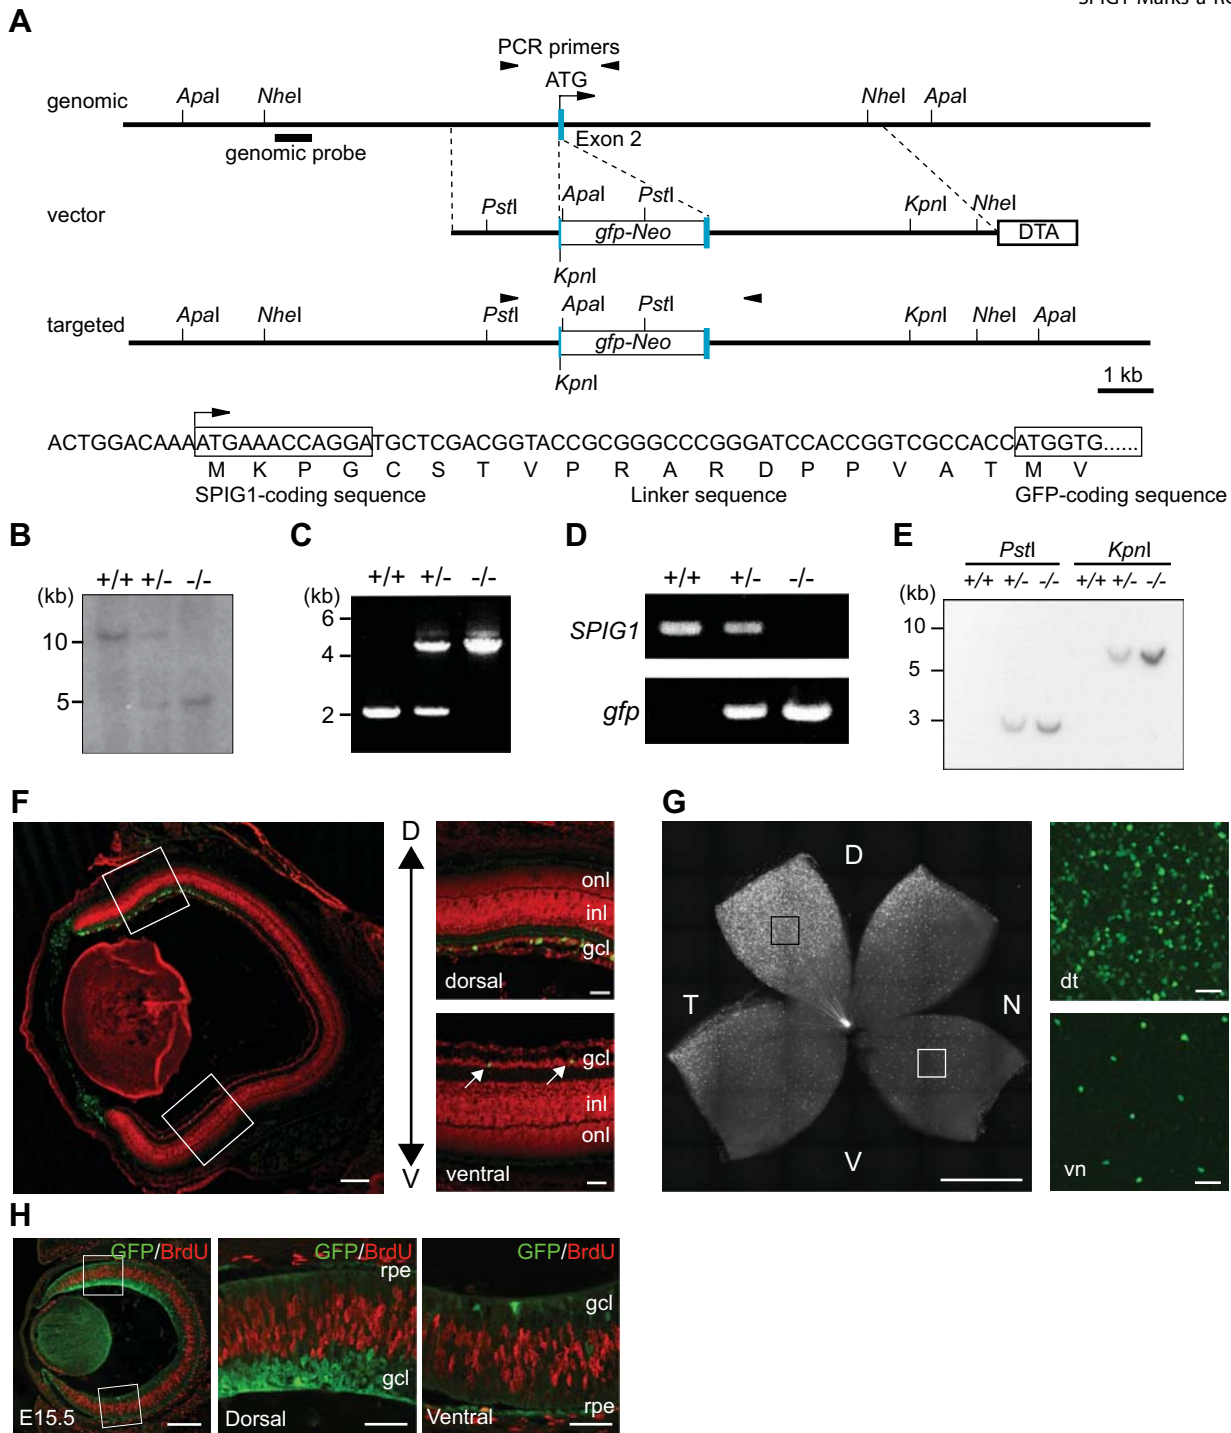 SPIG1 Marks a RG
A
PCR primers
ATG
genomic
ApaI
NheI
NheI
ApaI
Exon 2
genomic probe
vector
PstI
ApaI
PstI
KpnI
NheI
gfp-Neo
DTA
KpnI
targeted
ApaI
NheI
PstI
ApaI
PstI
KpnI
NheI
ApaI
gfp-Neo
KpnI
1 kb
ACTGGACAAAATGAAACCAGGATGCTCGACGGTACCGCGGGCCCGGGATCCACCGGTCGCCACCATGGTG......
M K P G C S T V P R A R D P P V A T M V
SPIG1-coding sequence
Linker sequence
GFP-coding sequence
B
+/+ +/- -/-
(kb)
10
5
C
+/+ +/- -/-
(kb)
6
4
2
D
+/+ +/- -/-
SPIG1
gfp
E
PstI KpnI
+/+ +/- -/- +/+ +/- -/-
(kb)
10
5
3
F
D
V
onl
inl
gcl
dorsal
gcl
inl
onl
ventral
G
D
T
N
V
dt
vn
H
GFP/BrdU
E15.5
GFP/BrdU
rpe
gcl
Dorsal
GFP/BrdU
gcl
rpe
Ventral